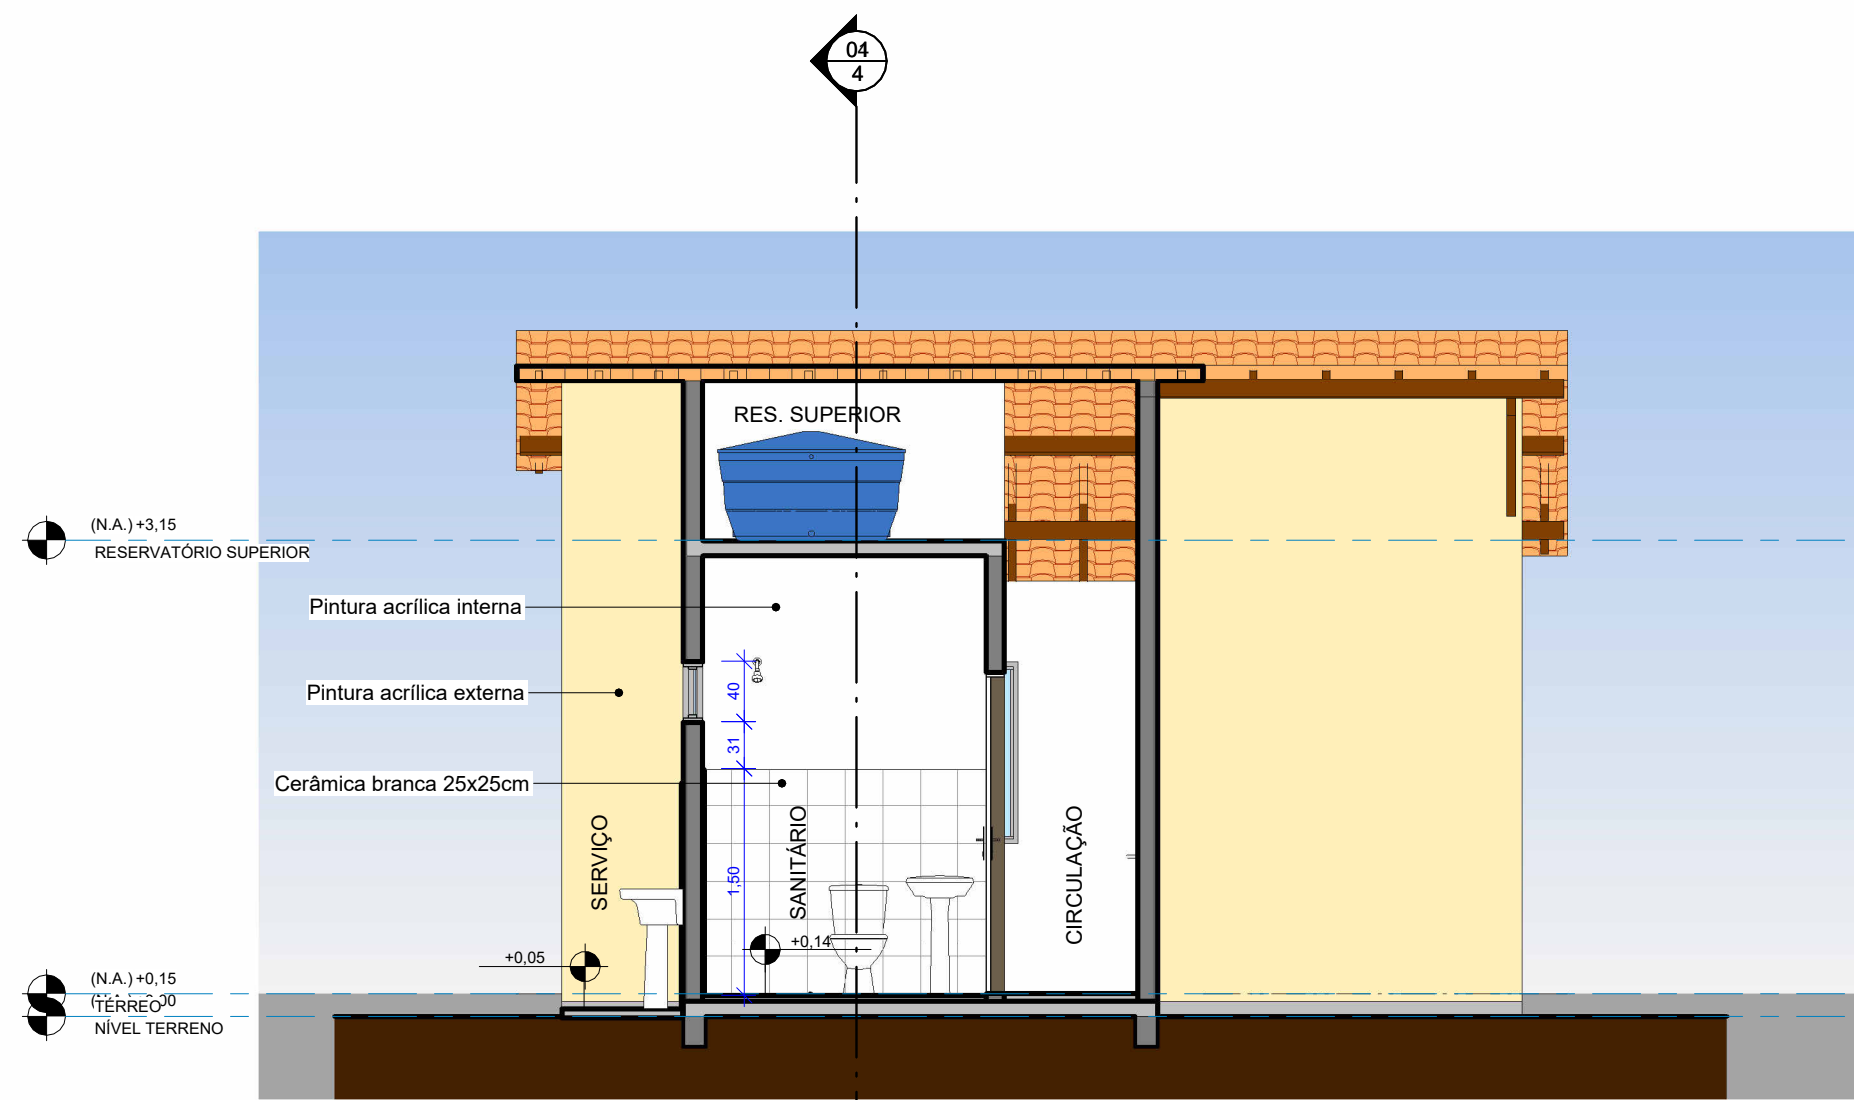 04
4
RES. SUPERIOR
(N.A.) +3,15
RESERVATÓRIO SUPERIOR
Pintura acrílica interna
Pintura acrílica externa
40
31
Cerâmica branca 25x25cm
SERVIÇO
1,50
SANITÁRIO
CIRCULAÇÃO
+0,14
+0,05
(N.A.) +0,15
TÉRREO
NÍVEL TERRENO